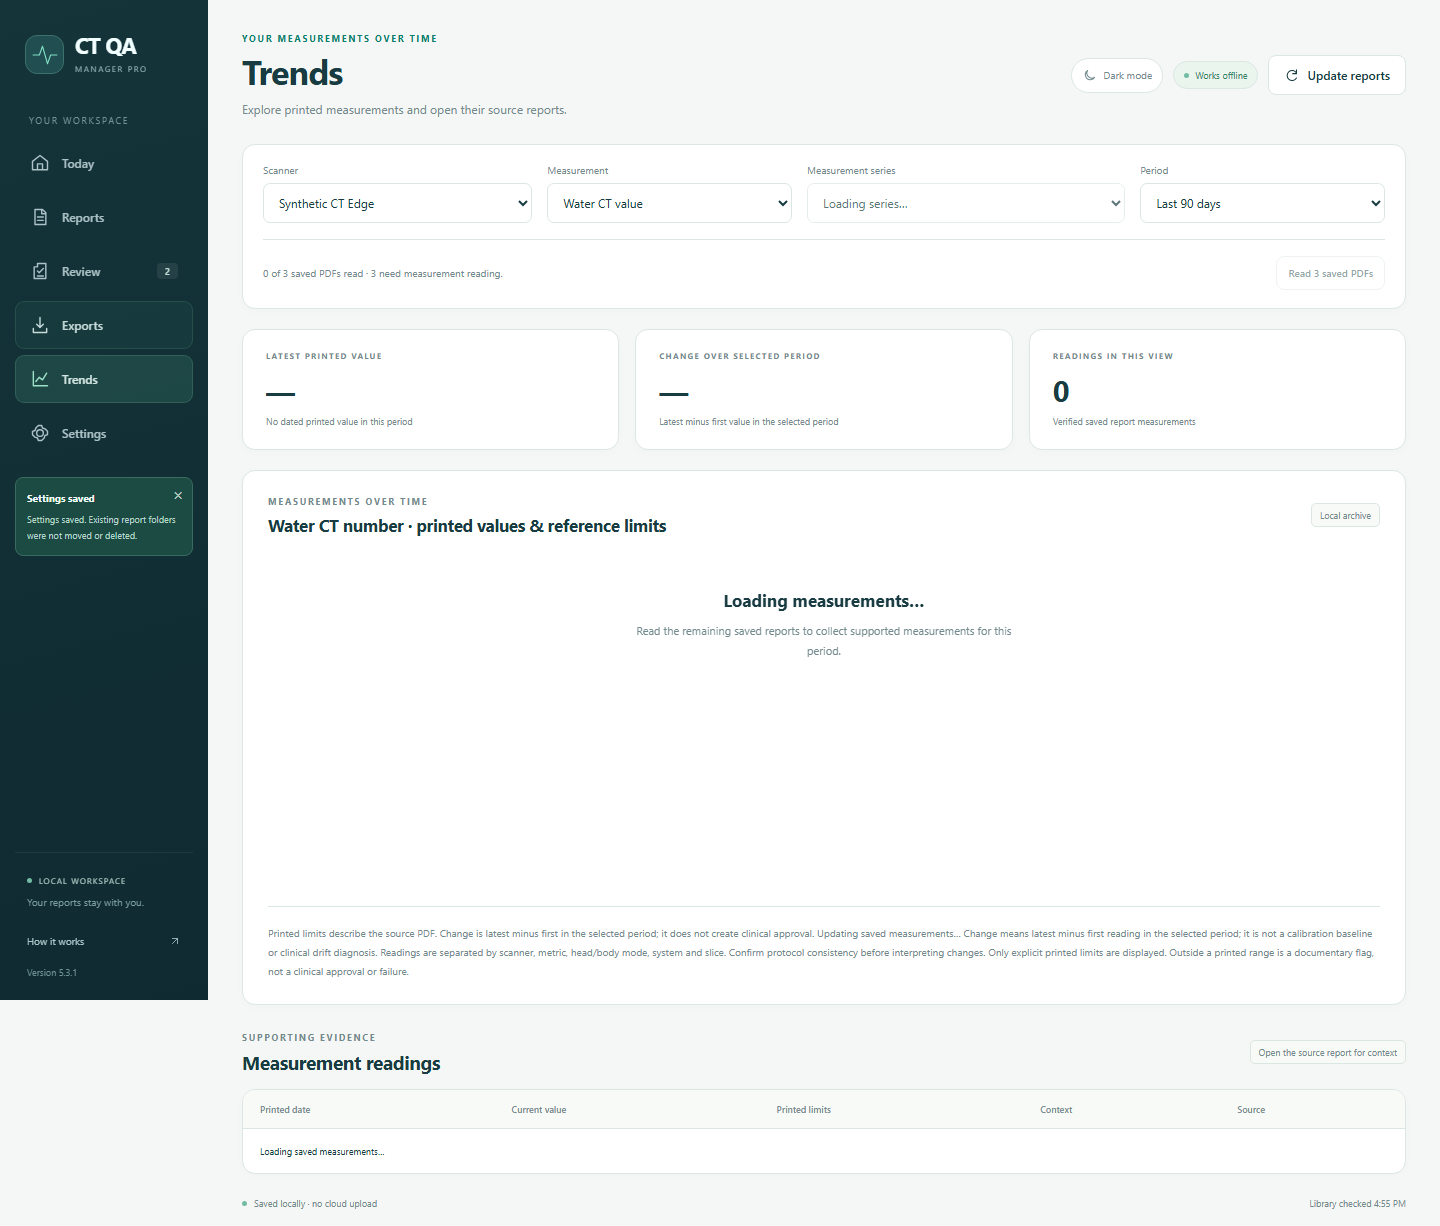 CT QA
MANAGER PRO
YOUR WORKSPACE
Today
Reports
Review 2
Exports
Trends
Settings
Settings saved
Settings saved. Existing report folders
were not moved or deleted.
LOCAL WORKSPACE
Your reports stay with you.
How it works
Version 5.3.1
YOUR MEASUREMENTS OVER TIME
Trends
Explore printed measurements and open their source reports.
Dark mode
Works offline
Update reports
Scanner Measurement Measurement series Period
Synthetic CT Edge Water CT value Loading series... Last 90 days
0 of 3 saved PDFs read · 3 need measurement reading.
Read 3 saved PDFs
LATEST PRINTED VALUE
—
No dated printed value in this period
CHANGE OVER SELECTED PERIOD
—
Latest minus first value in the selected period
READINGS IN THIS VIEW
0
Verified saved report measurements
MEASUREMENTS OVER TIME
Water CT number · printed values & reference limits
Local archive
Loading measurements...
Read the remaining saved reports to collect supported measurements for this
period.
Printed limits describe the source PDF. Change is latest minus first in the selected period; it does not create clinical approval. Updating saved measurements... Change means latest minus first reading in the selected period; it is not a calibration baseline
or clinical drift diagnosis. Readings are separated by scanner, metric, head/body mode, system and slice. Confirm protocol consistency before interpreting changes. Only explicit printed limits are displayed. Outside a printed range is a documentary flag,
not a clinical approval or failure.
SUPPORTING EVIDENCE
Measurement readings
Open the source report for context
Printed date Current value Printed limits Context Source
Loading saved measurements...
Saved locally · no cloud upload
Library checked 4:55 PM